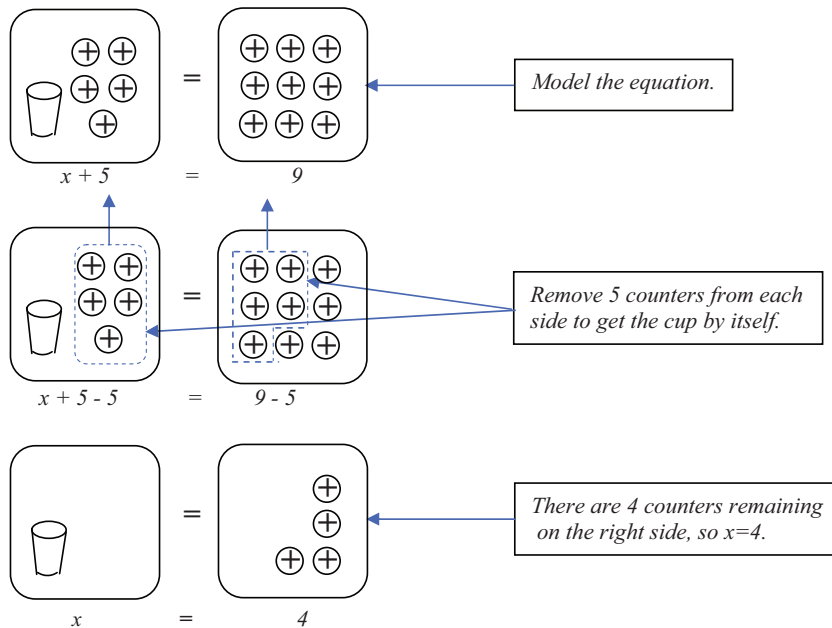 =
Model the equation.
x + 5 = 9
=
Remove 5 counters from each
side to get the cup by itself.
x + 5 - 5 = 9 - 5
=
There are 4 counters remaining
on the right side, so x=4.
x = 4